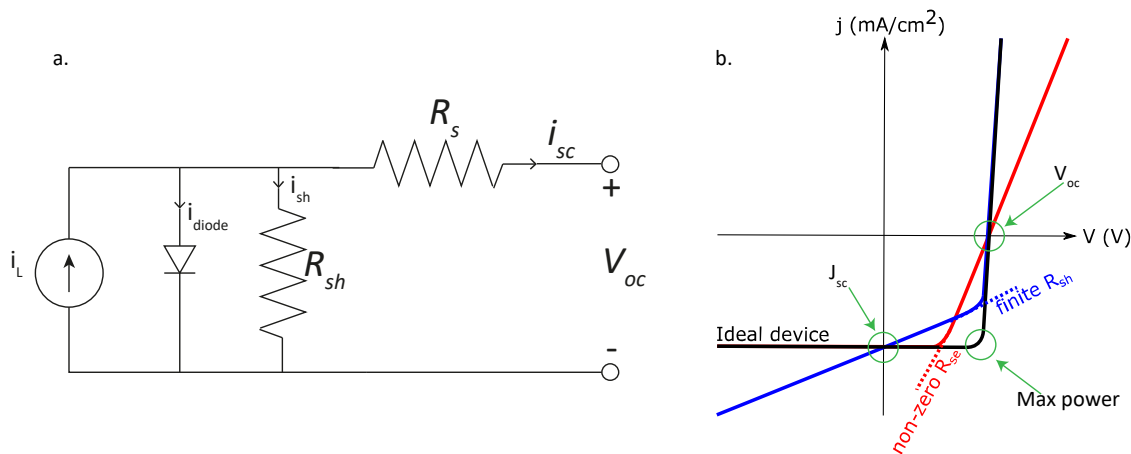 a.
R_s
i_sc
+
i_sh
i_diode
i_L
R_sh
V_oc
-
b.
j (mA/cm²)
V_oc
V (V)
J_sc
finite R_sh
Ideal device
non-zero R_se
Max power